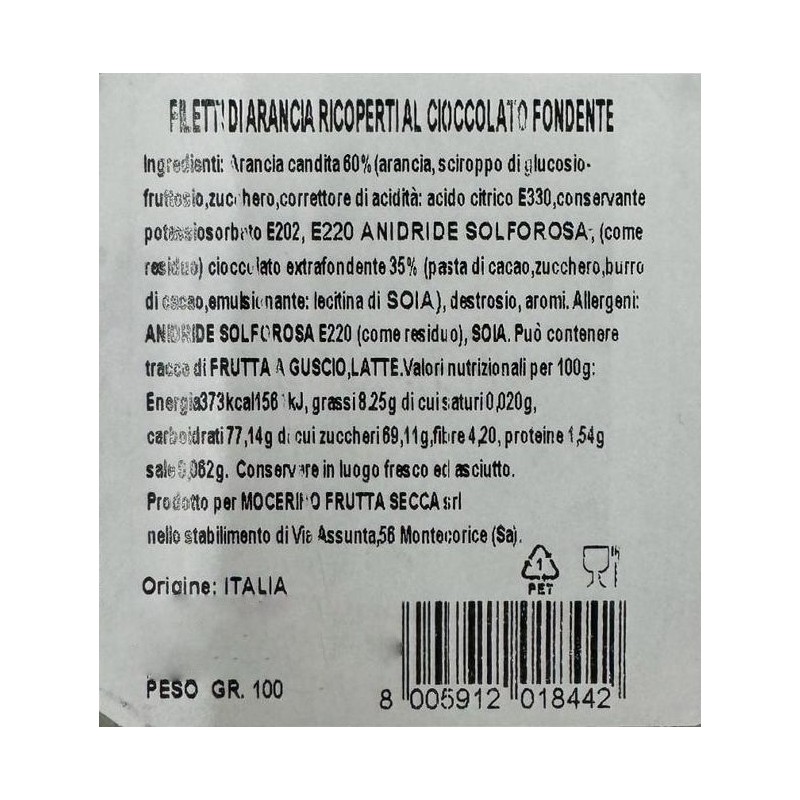 FILETTI DI ARANCIA RICOPERTI AL CIOCCOLATO FONDENTE
Ingredienti: Arancia candita 60% (arancia, sciroppo di glucosio-
fruttosio,zucchero,correttore di acidità: acido citrico E330,conservante
potassiosorbato E202, E220 ANIDRIDE SOLFOROSA, (come
residuo) cioccolato extrafondente 35% (pasta di cacao,zucchero,burro
di cacao,emulsionante: lecitina di SOIA), destrosio, aromi. Allergeni:
ANIDRIDE SOLFOROSA E220 (come residuo), SOIA. Può contenere
tracce di FRUTTA A GUSCIO,LATTE.Valori nutrizionali per 100g:
Energia373kcal156 kJ, grassi 8.25g di cui saturi 0,020g,
carboidrati 77,14g di cui zuccheri 69,11g,fibre 4,20, proteine 1,54g
sale0,062g. Conservare in luogo fresco ed asciutto.
Prodotto per MOCERINO FRUTTA SECCA srl
nello stabilimento di Via Assunta,56 Montecorice (Sa).
1
PET
Origine: ITALIA
PESO GR. 100
8 005912 018442